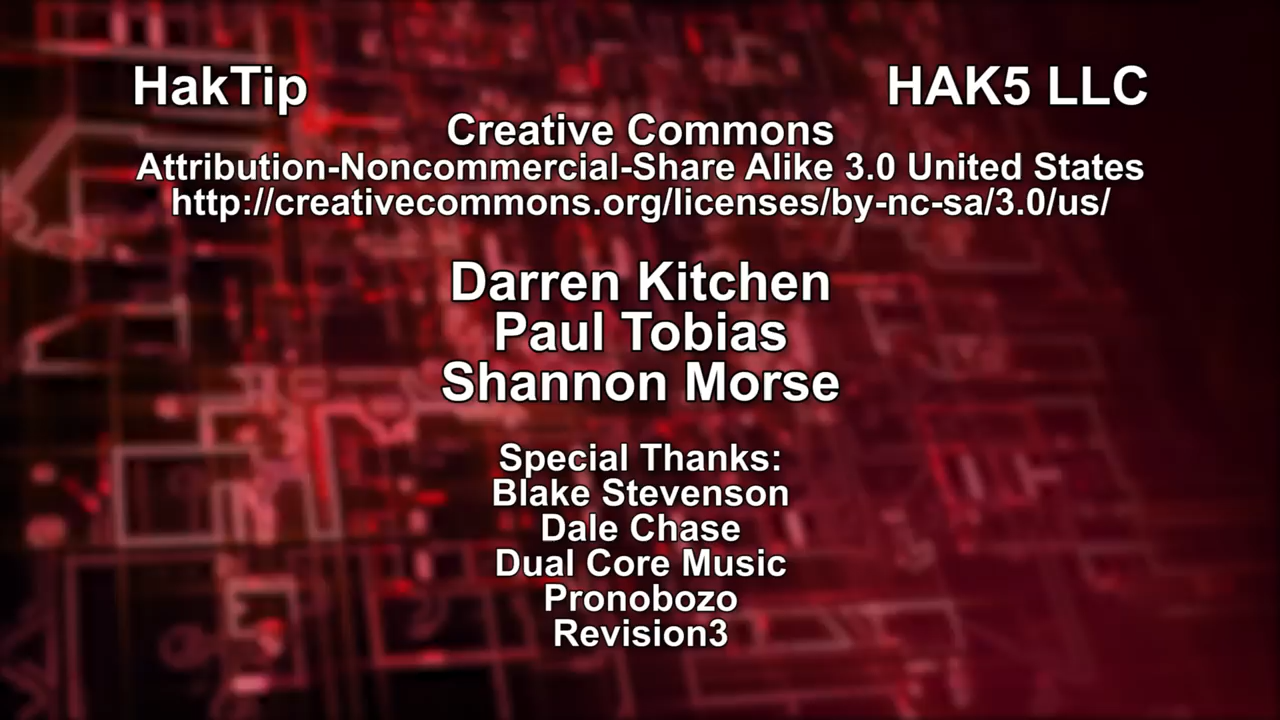 HakTip HAK5 LLC
Creative Commons
Attribution-Noncommercial-Share Alike 3.0 United States
http://creativecommons.org/licenses/by-nc-sa/3.0/us/
Darren Kitchen
Paul Tobias
Shannon Morse
Special Thanks:
Blake Stevenson
Dale Chase
Dual Core Music
Pronobozo
Revision3